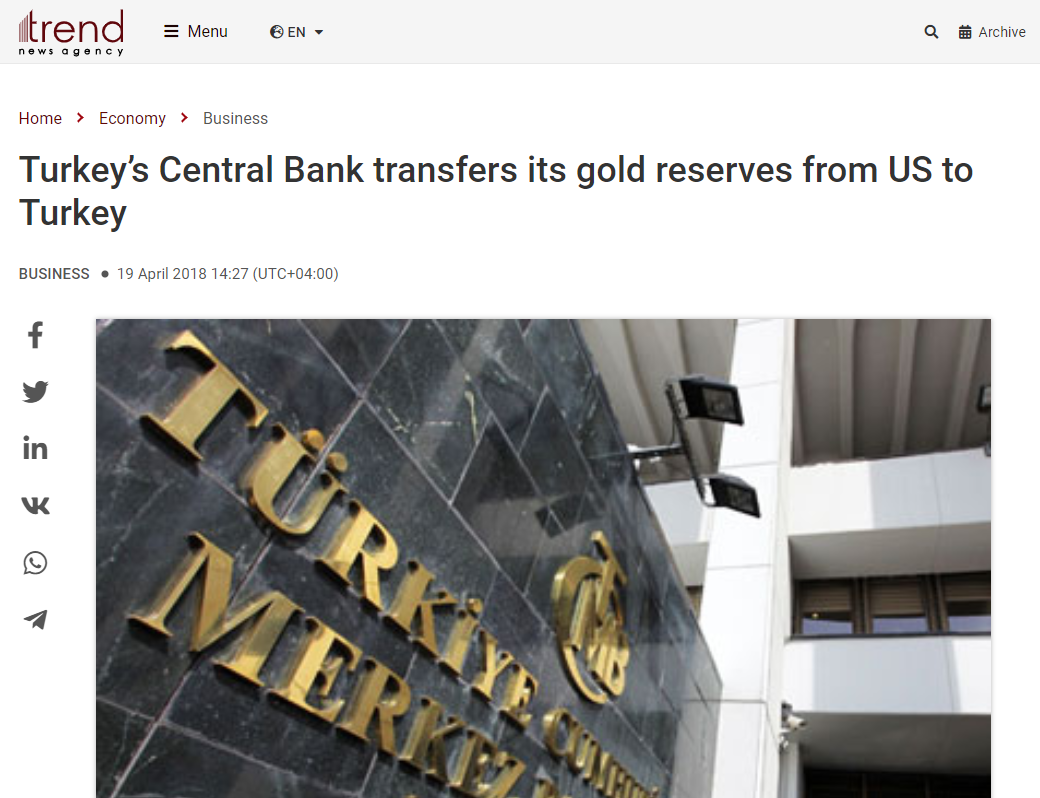 trend
news agency
Menu
EN
Archive
Home
Economy
Business
Turkey’s Central Bank transfers its gold reserves from US to
Turkey
BUSINESS ● 19 April 2018 14:27 (UTC+04:00)
TÜRKİYE CUMHU
MERKEZ